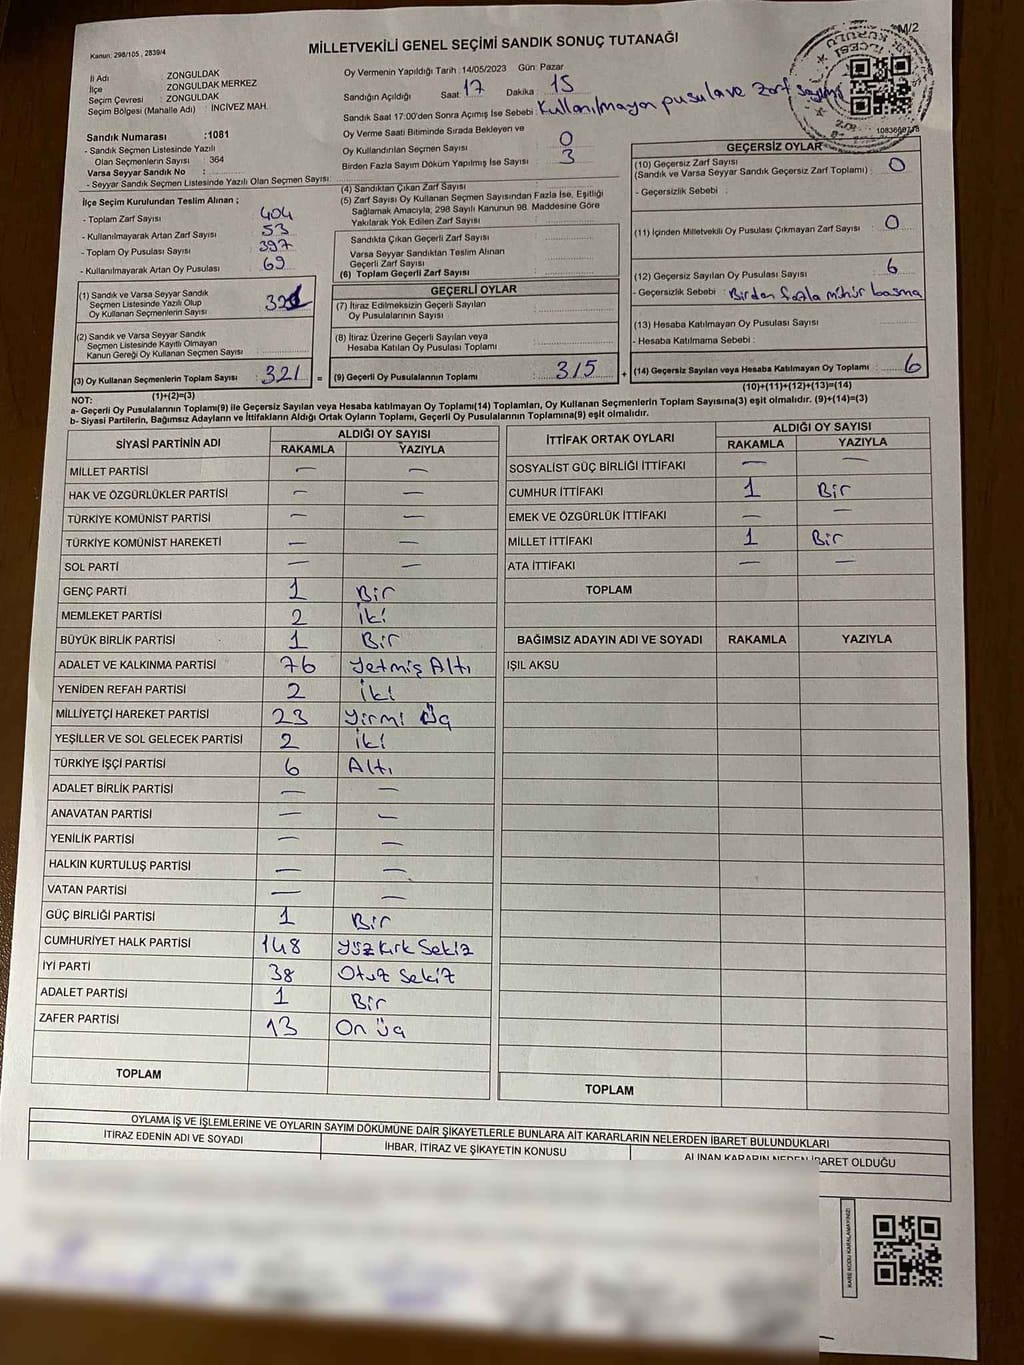 Kanun: 298/105 , 2839/4
MİLLETVEKİLİ GENEL SEÇİMİ SANDIK SONUÇ TUTANAĞI
M/2
İl Adı : ZONGULDAK
İlçe : ZONGULDAK MERKEZ
Seçim Çevresi : ZONGULDAK
Seçim Bölgesi (Mahalle Adı) : İNCİVEZ MAH.
Oy Vermenin Yapıldığı Tarih :14/05/2023 Gün: Pazar
Sandığın Açıldığı Saat: 17 Dakika : 15
Sandık Saat 17:00'den Sonra Açımış İse Sebebi : Kullanılmayan pusula ve zarf sayımı
Oy Verme Saati Bitiminde Sırada Bekleyen ve
Oy Kullandırılan Seçmen Sayısı : 0
Birden Fazla Sayım Döküm Yapılmış İse Sayısı : 3
Sandık Numarası :1081
- Sandık Seçmen Listesinde Yazılı
Olan Seçmenlerin Sayısı : 364
Varsa Seyyar Sandık No :
- Seyyar Sandık Seçmen Listesinde Yazılı Olan Seçmen Sayısı:
İlçe Seçim Kurulundan Teslim Alınan ;
- Toplam Zarf Sayısı : 404
- Kullanılmayarak Artan Zarf Sayısı : 53
- Toplam Oy Pusulası Sayısı : 397
- Kullanılmayarak Artan Oy Pusulası : 69
(1) Sandık ve Varsa Seyyar Sandık
Seçmen Listesinde Yazılı Olup
Oy Kullanan Seçmenlerin Sayısı : 321
(2) Sandık ve Varsa Seyyar Sandık
Seçmen Listesinde Kayıtlı Olmayan
Kanun Gereği Oy Kullanan Seçmen Sayısı :
(3) Oy Kullanan Seçmenlerin Toplam Sayısı : 321 =
(1)+(2)=(3)
(4) Sandıktan Çıkan Zarf Sayısı :
(5) Zarf Sayısı Oy Kullanan Seçmen Sayısından Fazla İse, Eşitliği
Sağlamak Amacıyla, 298 Sayılı Kanunun 98. Maddesine Göre
Yakılarak Yok Edilen Zarf Sayısı :
Sandıkta Çıkan Geçerli Zarf Sayısı :
Varsa Seyyar Sandıktan Teslim Alınan
Geçerli Zarf Sayısı :
(6) Toplam Geçerli Zarf Sayısı :
GEÇERLİ OYLAR
(7) İtiraz Edilmeksizin Geçerli Sayılan
Oy Pusulalarının Sayısı :
(8) İtiraz Üzerine Geçerli Sayılan veya
Hesaba Katılan Oy Pusulası Toplamı :
(9) Geçerli Oy Pusulalarının Toplamı : 315 +
1083660778
GEÇERSİZ OYLAR
(10) Geçersiz Zarf Sayısı
(Sandık ve Varsa Seyyar Sandık Geçersiz Zarf Toplamı) : 0
- Geçersizlik Sebebi :
(11) İçinden Milletvekili Oy Pusulası Çıkmayan Zarf Sayısı : 0
(12) Geçersiz Sayılan Oy Pusulası Sayısı : 6
- Geçersizlik Sebebi : Birden fazla mühür basma
(13) Hesaba Katılmayan Oy Pusulası Sayısı :
- Hesaba Katılmama Sebebi :
(14) Geçersiz Sayılan veya Hesaba Katılmayan Oy Toplamı : 6
(10)+(11)+(12)+(13)=(14)
NOT:
a- Geçerli Oy Pusulalarının Toplamı(9) ile Geçersiz Sayılan veya Hesaba katılmayan Oy Toplamı(14) Toplamları, Oy Kullanan Seçmenlerin Toplam Sayısına(3) eşit olmalıdır. (9)+(14)=(3)
b- Siyasi Partilerin, Bağımsız Adayların ve İttifakların Aldığı Ortak Oyların Toplamı, Geçerli Oy Pusulalarının Toplamına(9) eşit olmalıdır.
SİYASİ PARTİNİN ADI ALDIĞI OY SAYISI
RAKAMLA YAZIYLA
MİLLET PARTİSİ — —
HAK VE ÖZGÜRLÜKLER PARTİSİ — —
TÜRKİYE KOMÜNİST PARTİSİ — —
TÜRKİYE KOMÜNİST HAREKETİ — —
SOL PARTİ — —
GENÇ PARTİ 1 Bir
MEMLEKET PARTİSİ 2 İki
BÜYÜK BİRLİK PARTİSİ 1 Bir
ADALET VE KALKINMA PARTİSİ 76 Yetmiş Altı
YENİDEN REFAH PARTİSİ 2 İki
MİLLİYETÇİ HAREKET PARTİSİ 23 Yirmi Üç
YEŞİLLER VE SOL GELECEK PARTİSİ 2 İki
TÜRKİYE İŞÇİ PARTİSİ 6 Altı
ADALET BİRLİK PARTİSİ — —
ANAVATAN PARTİSİ — —
YENİLİK PARTİSİ — —
HALKIN KURTULUŞ PARTİSİ — —
VATAN PARTİSİ — —
GÜÇ BİRLİĞİ PARTİSİ 1 Bir
CUMHURİYET HALK PARTİSİ 148 Yüz Kırk Sekiz
İYİ PARTİ 38 Otuz Sekiz
ADALET PARTİSİ 1 Bir
ZAFER PARTİSİ 13 On üç
TOPLAM
İTTİFAK ORTAK OYLARI ALDIĞI OY SAYISI
RAKAMLA YAZIYLA
SOSYALİST GÜÇ BİRLİĞİ İTTİFAKI — —
CUMHUR İTTİFAKI 1 Bir
EMEK VE ÖZGÜRLÜK İTTİFAKI — —
MİLLET İTTİFAKI 1 Bir
ATA İTTİFAKI — —
TOPLAM
BAĞIMSIZ ADAYIN ADI VE SOYADI RAKAMLA YAZIYLA
IŞIL AKSU
TOPLAM
OYLAMA İŞ VE İŞLEMLERİNE VE OYLARIN SAYIM DÖKÜMÜNE DAİR ŞİKAYETLERLE BUNLARA AİT KARARLARIN NELERDEN İBARET BULUNDUKLARI
İTİRAZ EDENİN ADI VE SOYADI
İHBAR, İTİRAZ VE ŞİKAYETİN KONUSU
ALINAN KARARIN NEDEN İBARET OLDUĞU
KARE KODU KARALAMAYINIZ!